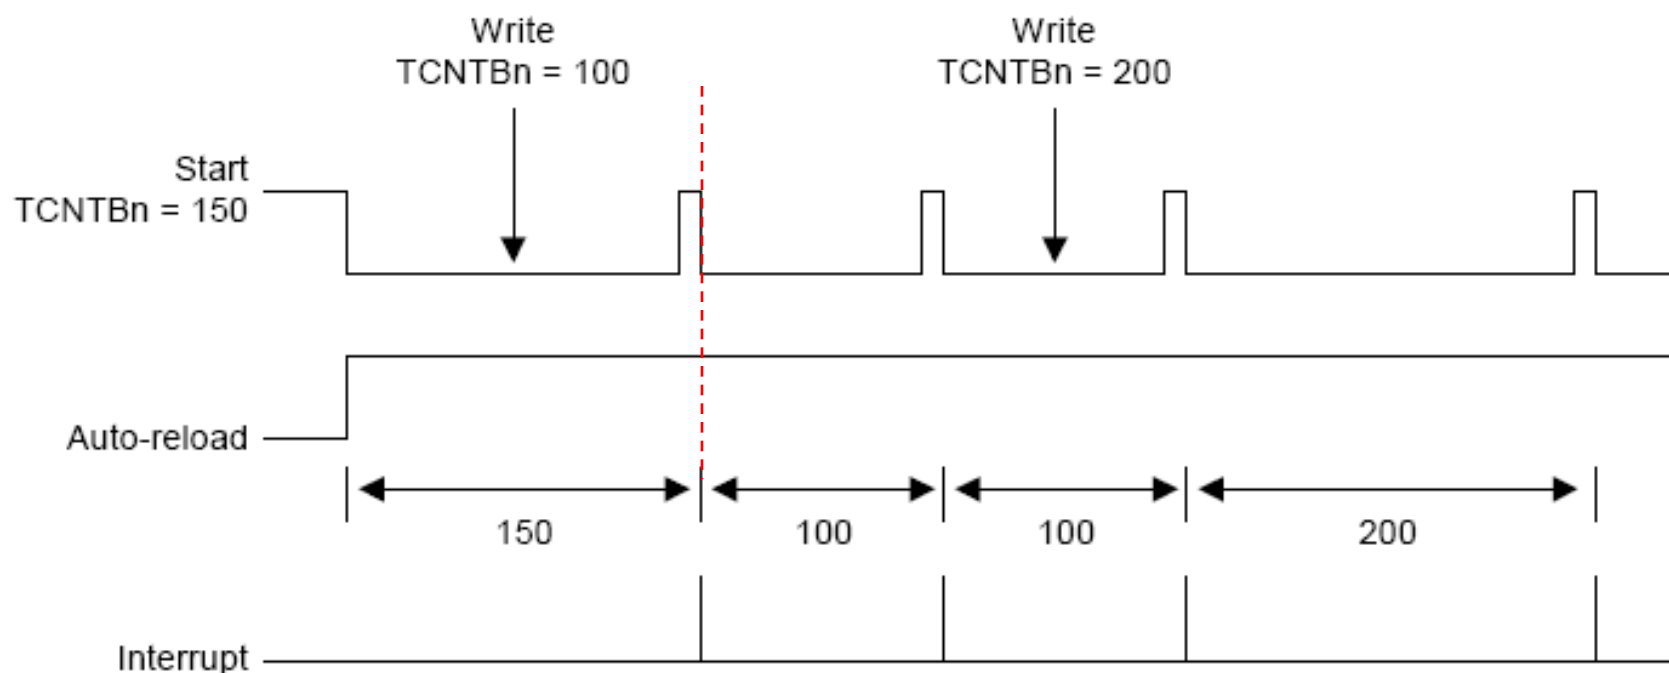 Write
TCNTBn = 100
Write
TCNTBn = 200
Start
TCNTBn = 150
Auto-reload
150
100
100
200
Interrupt